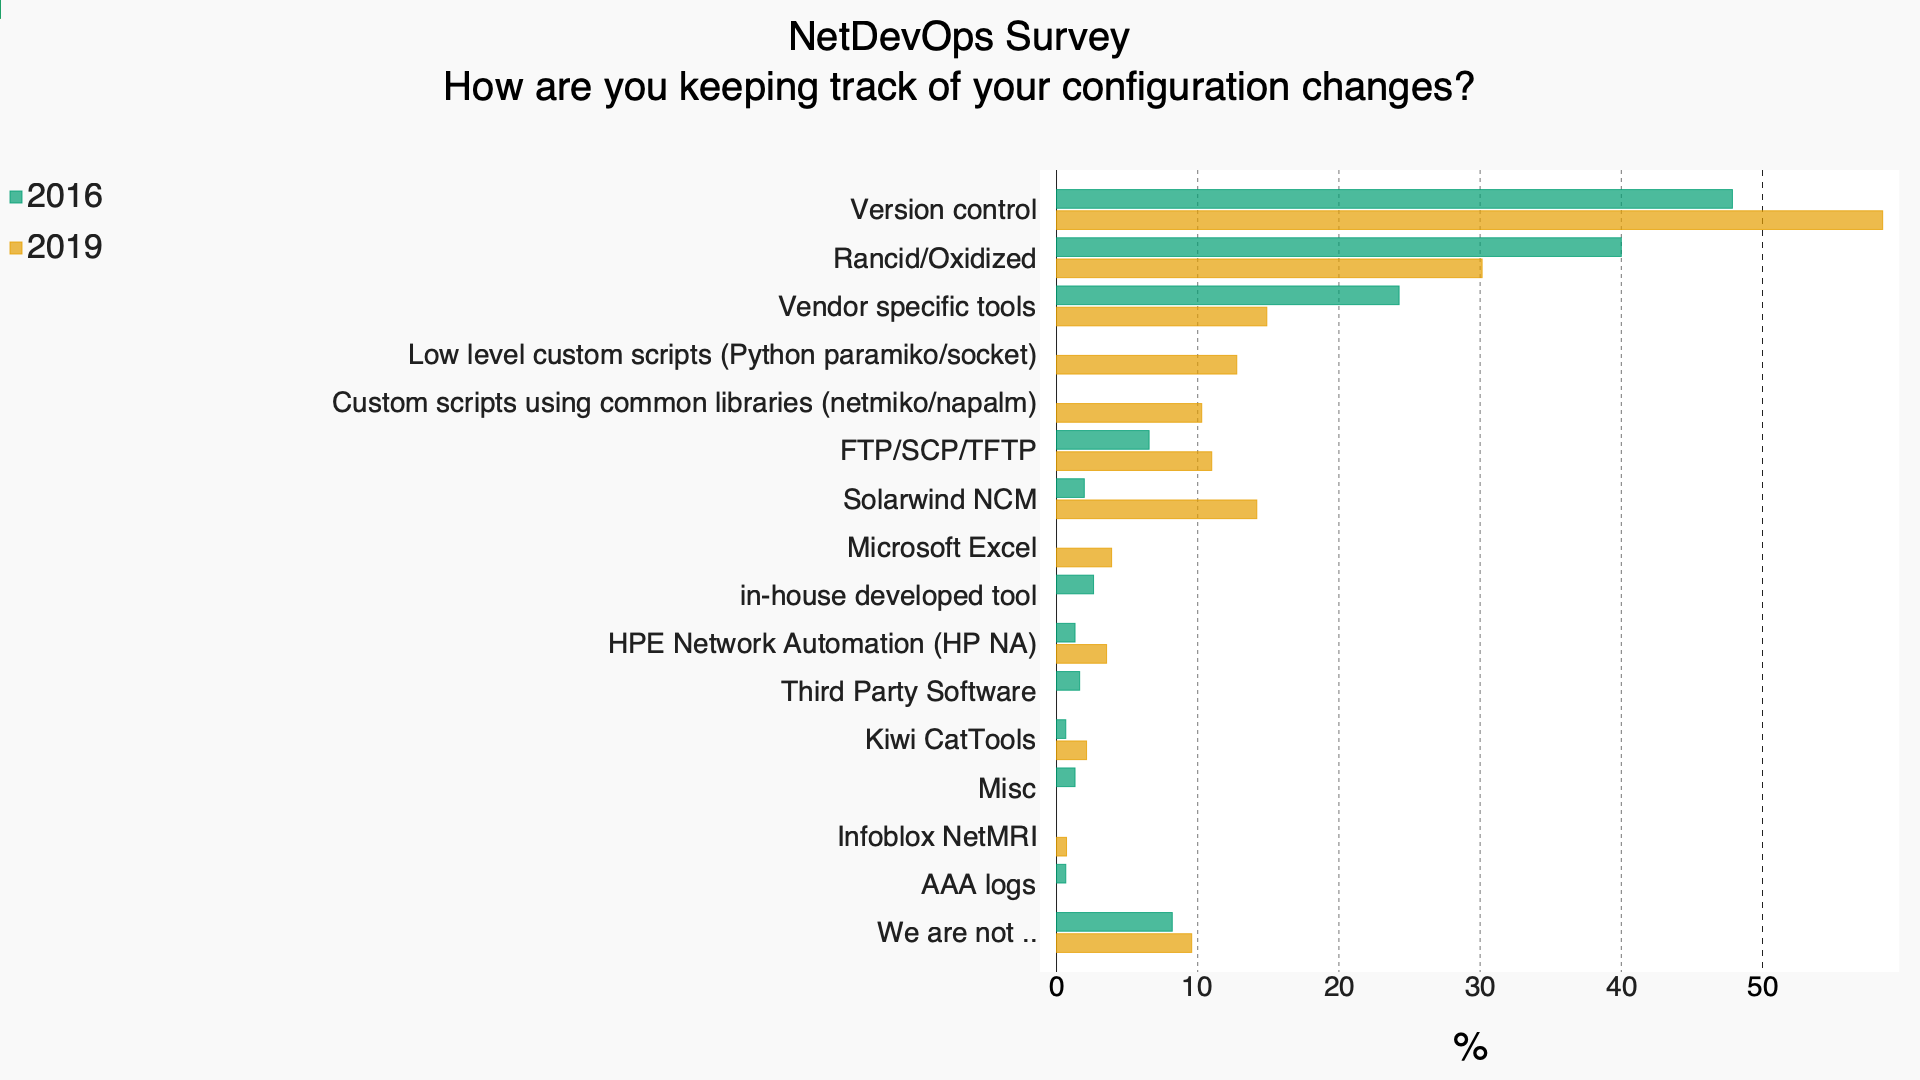 NetDevOps Survey
How are you keeping track of your configuration changes?
2016
2019
Version control
Rancid/Oxidized
Vendor specific tools
Low level custom scripts (Python paramiko/socket)
Custom scripts using common libraries (netmiko/napalm)
FTP/SCP/TFTP
Solarwind NCM
Microsoft Excel
in-house developed tool
HPE Network Automation (HP NA)
Third Party Software
Kiwi CatTools
Misc
Infoblox NetMRI
AAA logs
We are not ..
0 10 20 30 40 50
%